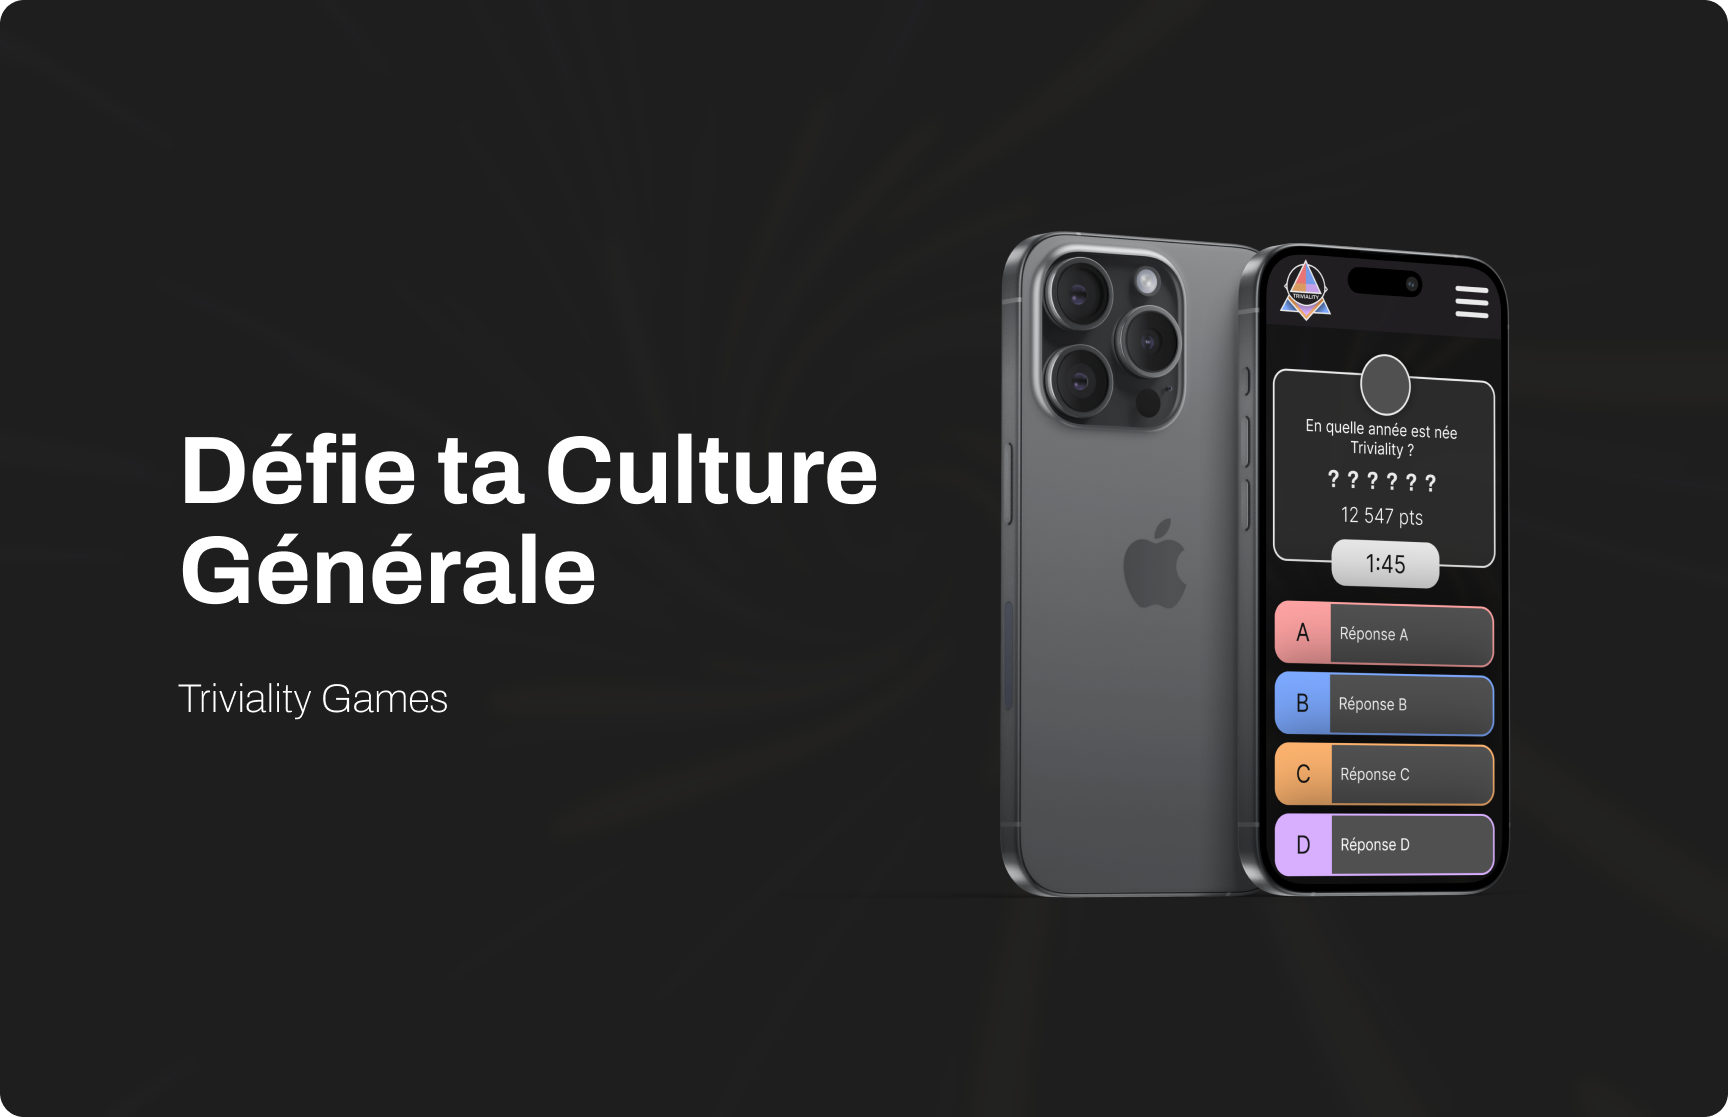 Défie ta Culture
Générale
Triviality Games
TRIVIALITY
En quelle année est née
Triviality ?
? ? ? ? ? ?
12 547 pts
1:45
A Réponse A
B Réponse B
C Réponse C
D Réponse D